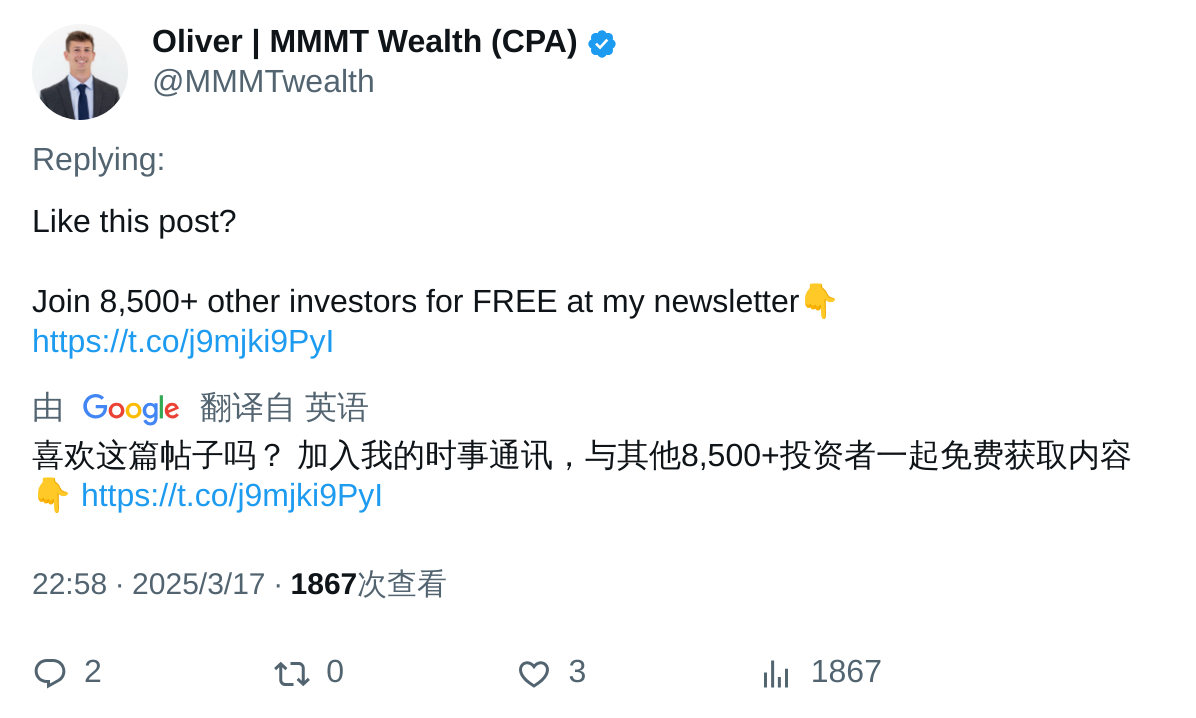 Oliver | MMMT Wealth (CPA)
@MMMTwealth
Replying:
Like this post?
Join 8,500+ other investors for FREE at my newsletter👇
https://t.co/j9mjki9PyI
由 Google 翻译自 英语
喜欢这篇帖子吗？ 加入我的时事通讯，与其他8,500+投资者一起免费获取内容
👇 https://t.co/j9mjki9PyI
22:58 · 2025/3/17 · 1867次查看
2 0 3 1867